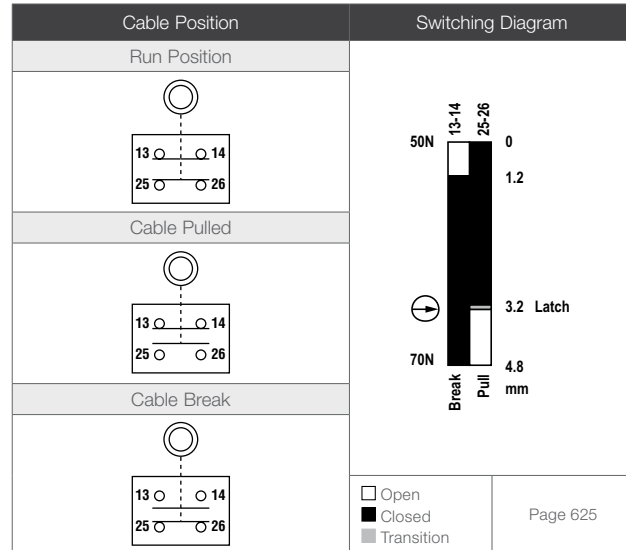 Cable Position
Switching Diagram
Run Position
13 14
25 26
Cable Pulled
13 14
25 26
Cable Break
13 14
25 26
13-14 25-26
50N 0
1.2
3.2 Latch
70N 4.8
Break Pull mm
Open
Closed
Transition
Page 625